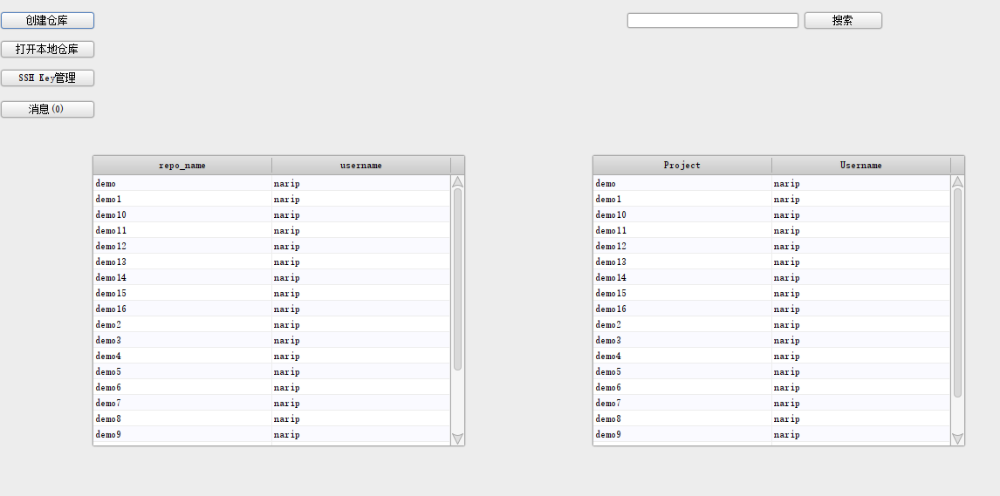 创建仓库
搜索
打开本地仓库
SSH Key管理
消息(0)
repo_name username
demo narip
demo1 narip
demo10 narip
demo11 narip
demo12 narip
demo13 narip
demo14 narip
demo15 narip
demo16 narip
demo2 narip
demo3 narip
demo4 narip
demo5 narip
demo6 narip
demo7 narip
demo8 narip
demo9 narip
Project Username
demo narip
demo1 narip
demo10 narip
demo11 narip
demo12 narip
demo13 narip
demo14 narip
demo15 narip
demo16 narip
demo2 narip
demo3 narip
demo4 narip
demo5 narip
demo6 narip
demo7 narip
demo8 narip
demo9 narip